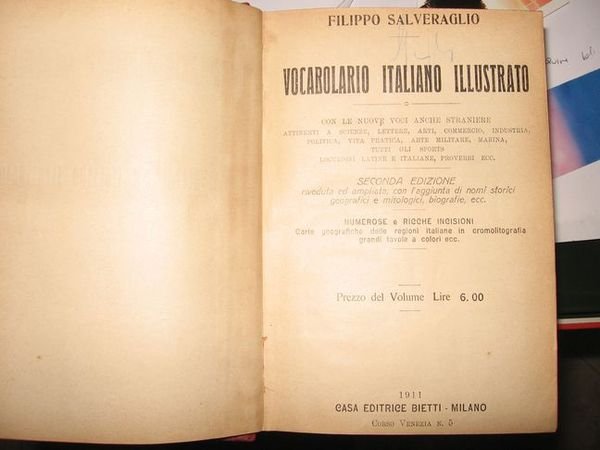 FILIPPO SALVERAGLIO
VOCABOLARIO ITALIANO ILLUSTRATO
CON LE NUOVE VOCI ANCHE STRANIERE
ATTINENTI A SCIENZE, LETTERE, ARTI, COMMERCIO, INDUSTRIA,
POLITICA, VITA PRATICA, ARTE MILITARE, MARINA,
TUTTI GLI SPORTS
LOCUZIONI LATINE E ITALIANE, PROVERBI ECC.
SECONDA EDIZIONE
riveduta ed ampliata, con l'aggiunta di nomi storici
geografici e mitologici, biografie, ecc.
NUMEROSE e RICCHE INCISIONI
Carte geografiche delle regioni italiane in cromolitografia
grandi tavole a colori ecc.
Prezzo del Volume Lire 6.00
1911
CASA EDITRICE BIETTI - MILANO
CORSO VENEZIA N. 5